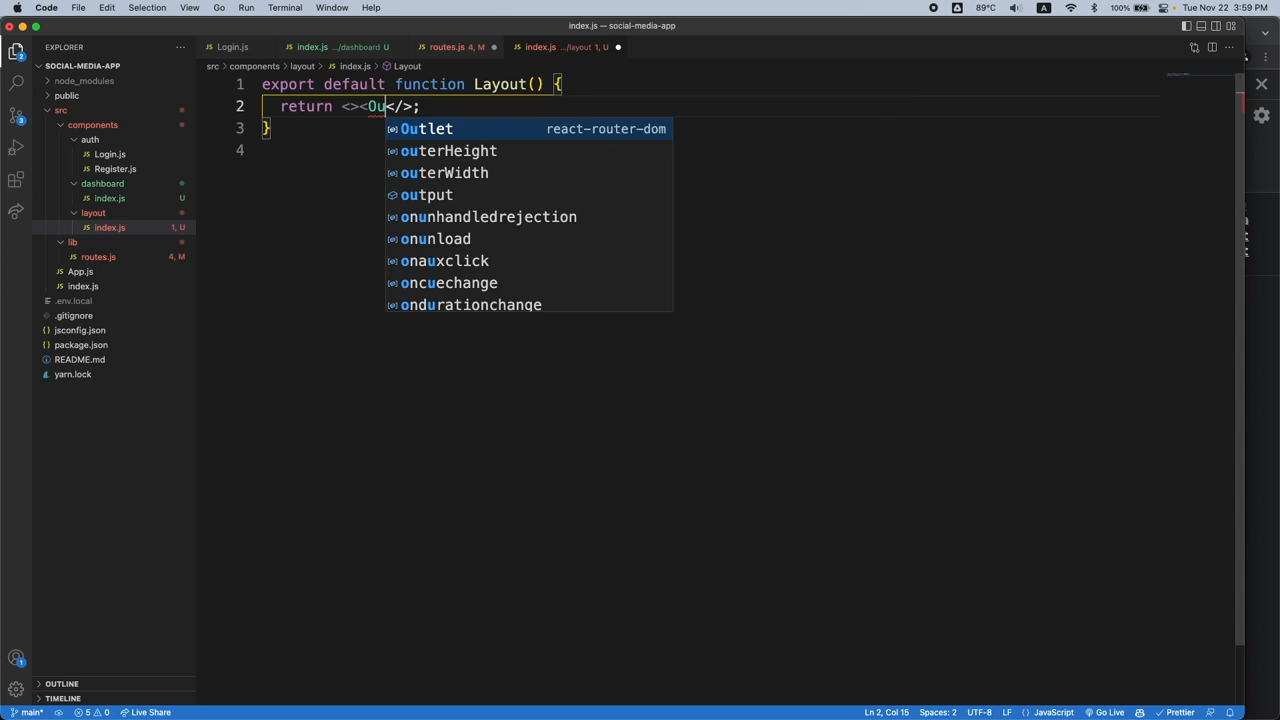 Code File Edit Selection View Go Run Terminal Window Help 89°C A 100% Tue Nov 22 3:59 PM
index.js — social-media-app
EXPLORER
Login.js index.js .../dashboard U routes.js 4, M index.js .../layout 1, U
SOCIAL-MEDIA-APP
src > components > layout > index.js > Layout
node_modules
public
src
components
auth
Login.js
Register.js
dashboard
index.js U
layout
index.js 1, U
lib
routes.js 4, M
App.js
index.js
.env.local
.gitignore
jsconfig.json
package.json
README.md
yarn.lock
OUTLINE
TIMELINE
1 export default function Layout() {
2 return <><Ou</>;
3 }
4
Outlet react-router-dom
outerHeight
outerWidth
output
onunhandledrejection
onunload
onauxclick
oncuechange
ondurationchange
main* 5 0 Live Share Ln 2, Col 15 Spaces: 2 UTF-8 LF {} JavaScript Go Live Prettier